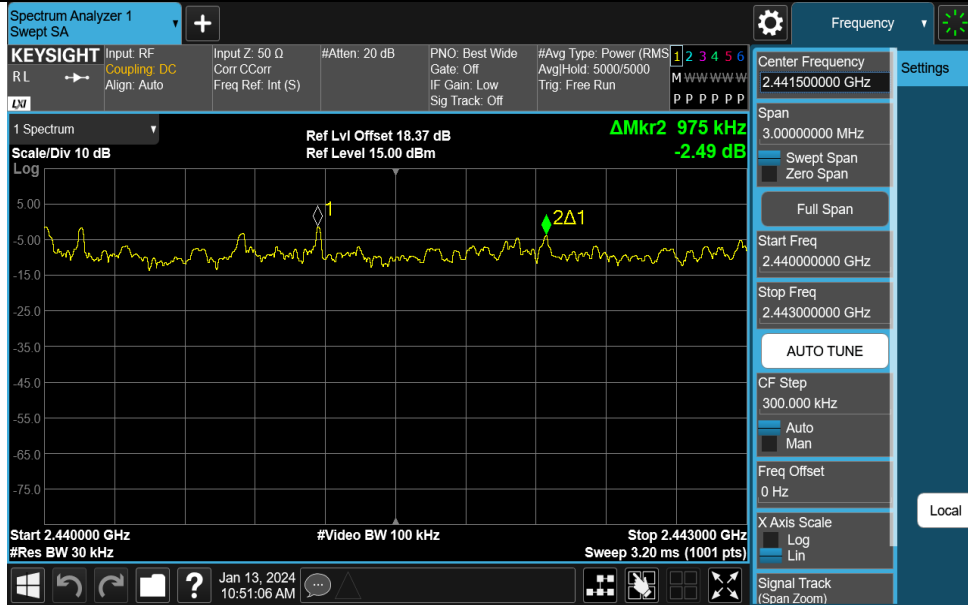 Spectrum Analyzer 1
Swept SA
Frequency
KEYSIGHT
R L
LXI
Input: RF
Coupling: DC
Align: Auto
Input Z: 50 Ω
Corr CCorr
Freq Ref: Int (S)
#Atten: 20 dB
PNO: Best Wide
Gate: Off
IF Gain: Low
Sig Track: Off
#Avg Type: Power (RMS
Avg|Hold: 5000/5000
Trig: Free Run
1 2 3 4 5 6
M W W W W W
P P P P P P
1 Spectrum
Scale/Div 10 dB
Log
Ref Lvl Offset 18.37 dB
Ref Level 15.00 dBm
ΔMkr2 975 kHz
-2.49 dB
1
2Δ1
5.00
-5.00
-15.0
-25.0
-35.0
-45.0
-55.0
-65.0
-75.0
Start 2.440000 GHz
#Res BW 30 kHz
#Video BW 100 kHz
Stop 2.443000 GHz
Sweep 3.20 ms (1001 pts)
Center Frequency
2.441500000 GHz
Span
3.00000000 MHz
Swept Span
Zero Span
Full Span
Start Freq
2.440000000 GHz
Stop Freq
2.443000000 GHz
AUTO TUNE
CF Step
300.000 kHz
Auto
Man
Freq Offset
0 Hz
X Axis Scale
Log
Lin
Signal Track
(Span Zoom)
Settings
Local
?
Jan 13, 2024
10:51:06 AM